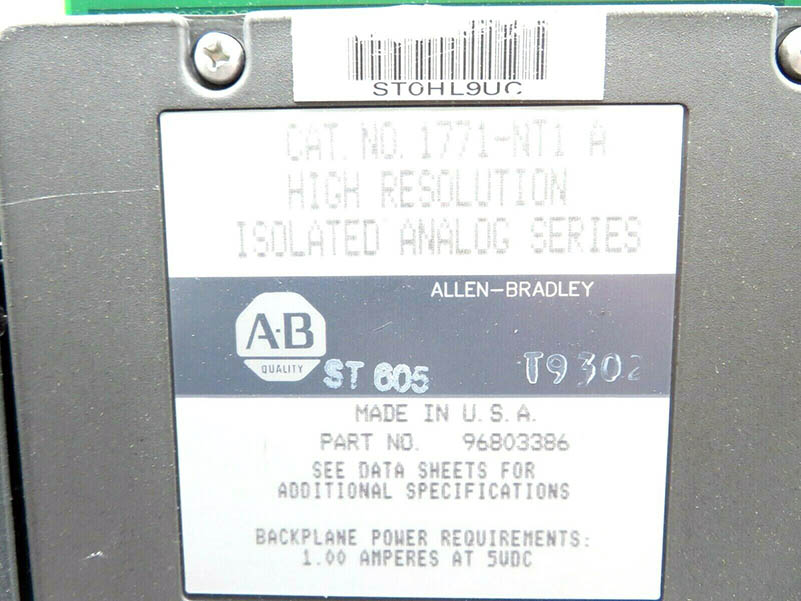 ST0HL9UC
CAT. NO. 1771-NT1 A
HIGH RESOLUTION
ISOLATED ANALOG SERIES
ALLEN-BRADLEY
A-B
QUALITY
ST 605
T9302
MADE IN U.S.A.
PART NO. 96803386
SEE DATA SHEETS FOR
ADDITIONAL SPECIFICATIONS
BACKPLANE POWER REQUIREMENTS:
1.00 AMPERES AT 5VDC